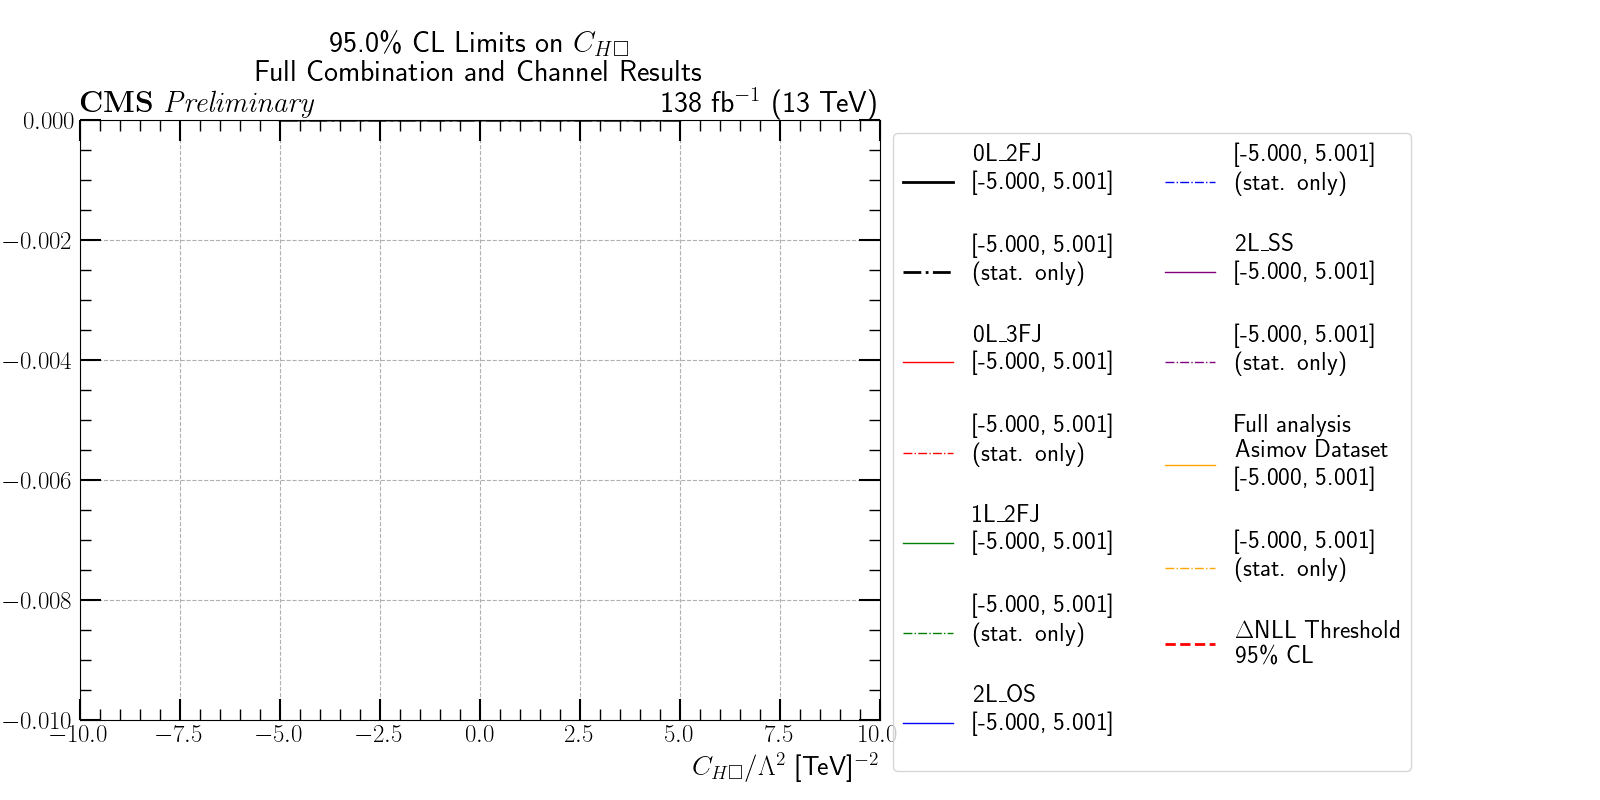 95.0% CL Limits on C_{H□}
Full Combination and Channel Results
CMS Preliminary 138 fb⁻¹ (13 TeV)
0.000
−0.002
−0.004
−0.006
−0.008
−0.010
−10.0 −7.5 −5.0 −2.5 0.0 2.5 5.0 7.5 10.0
C_{H□}/Λ² [TeV]⁻²
0L_2FJ
[-5.000, 5.001]
[-5.000, 5.001]
(stat. only)
0L_3FJ
[-5.000, 5.001]
[-5.000, 5.001]
(stat. only)
1L_2FJ
[-5.000, 5.001]
[-5.000, 5.001]
(stat. only)
2L_OS
[-5.000, 5.001]
[-5.000, 5.001]
(stat. only)
2L_SS
[-5.000, 5.001]
[-5.000, 5.001]
(stat. only)
Full analysis
Asimov Dataset
[-5.000, 5.001]
[-5.000, 5.001]
(stat. only)
ΔNLL Threshold
95% CL